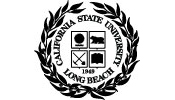 CALIFORNIA STATE UNIVERSITY
LONG BEACH
1949